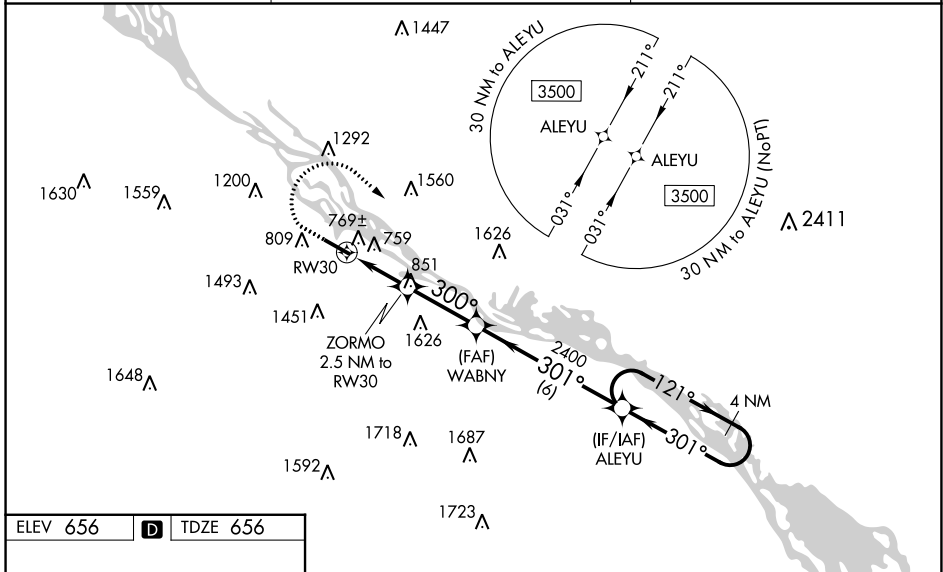 1447
30 NM to ALEYU
211°
3500
ALEYU
031°
211°
ALEYU
3500
031°
30 NM to ALEYU (NoPT)
2411
1292
1630
1559
1200
1560
769±
809
759
1626
RW30
851
1493
300°
1451
ZORMO
2.5 NM to
RW30
1626
(FAF)
WABNY
2400
301°
(6)
121°
4 NM
301°
(IF/IAF)
ALEYU
1648
1718
1687
1592
1723
ELEV 656 D TDZE 656